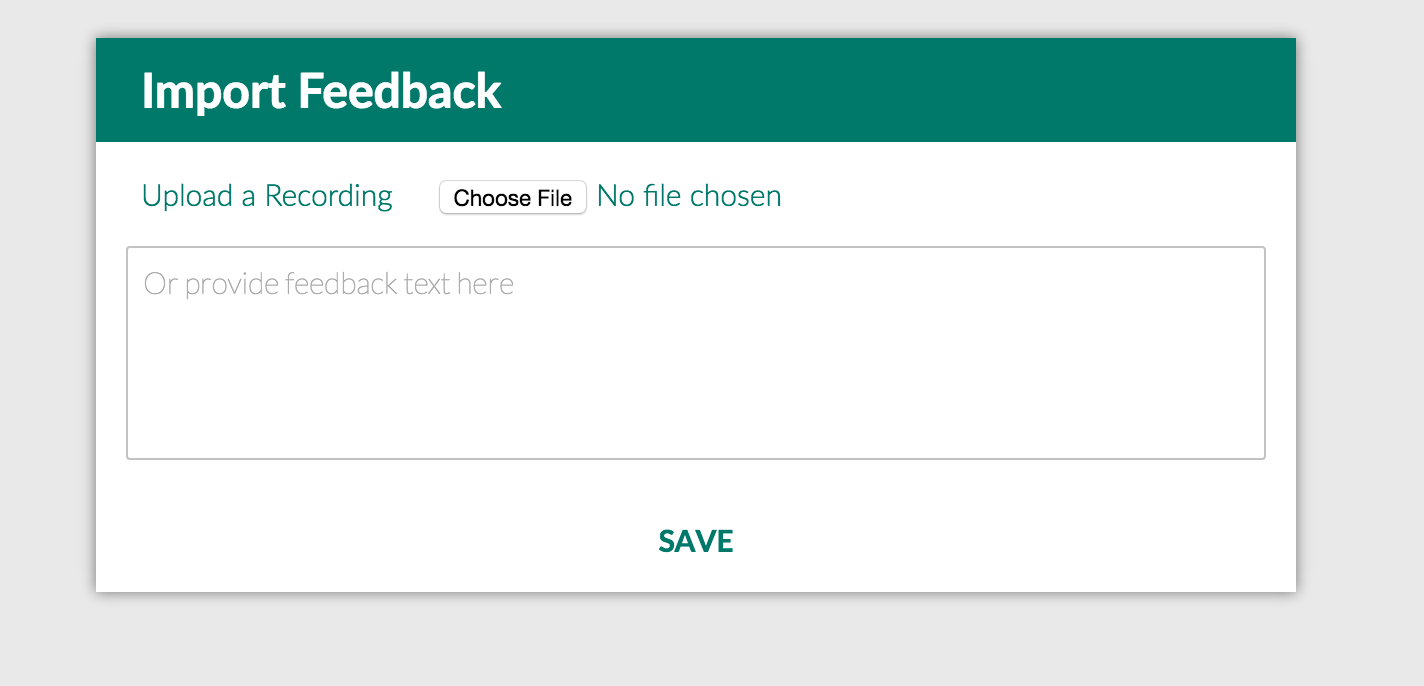 Import Feedback
Upload a Recording Choose File No file chosen
Or provide feedback text here
SAVE